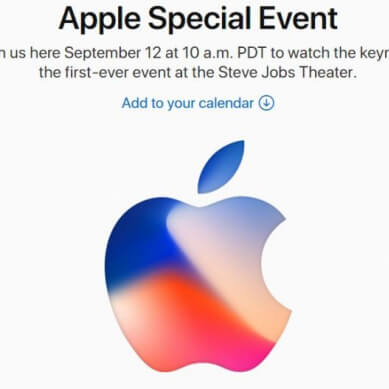 Apple Special Event
us here September 12 at 10 a.m. PDT to watch the
the first-ever event at the Steve Jobs Theater.
Add to your calendar